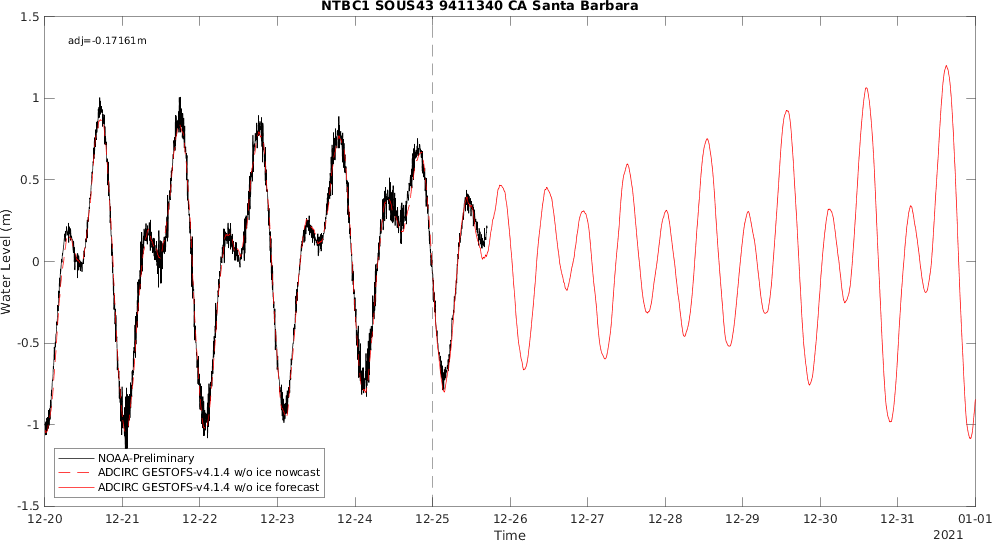 NTBC1 SOUS43 9411340 CA Santa Barbara
adj=-0.17161m
1.5
1
0.5
0
-0.5
-1
-1.5
Water Level (m)
NOAA-Preliminary
ADCIRC GESTOFS-v4.1.4 w/o ice nowcast
ADCIRC GESTOFS-v4.1.4 w/o ice forecast
12-20 12-21 12-22 12-23 12-24 12-25 12-26 12-27 12-28 12-29 12-30 12-31 01-01
Time
2021